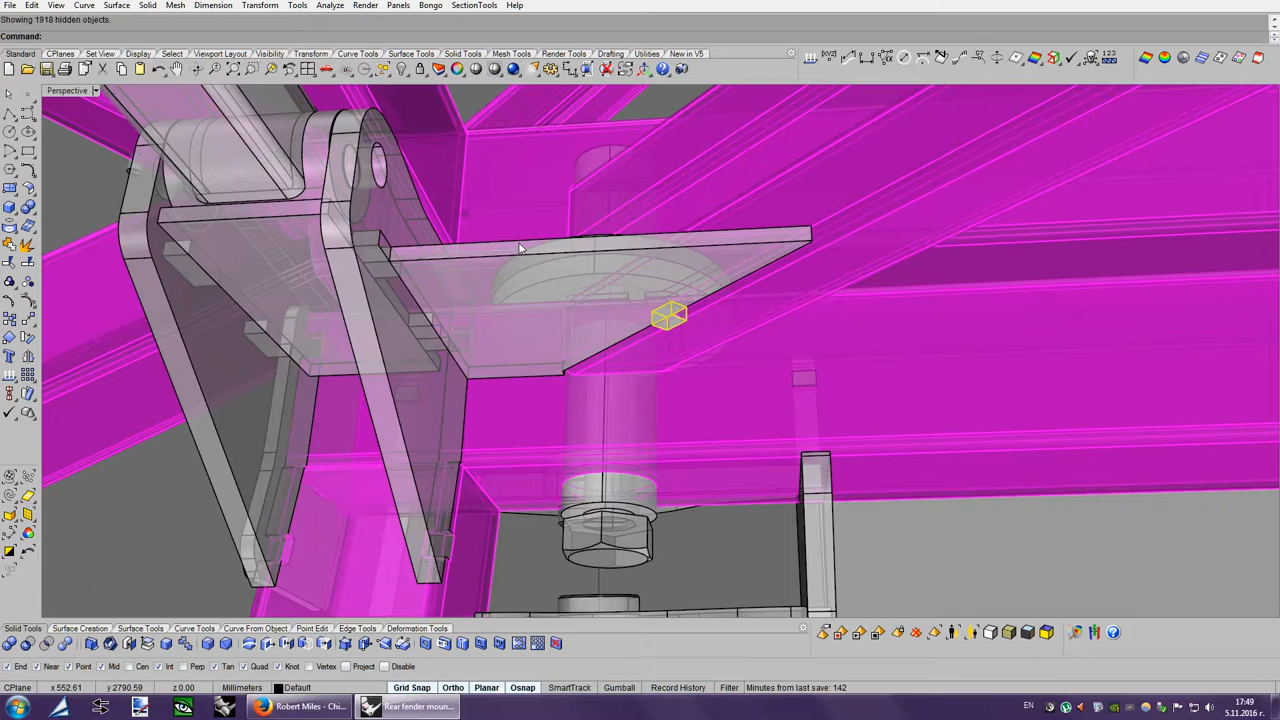 File Edit View Curve Surface Solid Mesh Dimension Transform Tools Analyze Render Panels Bongo SectionTools Help
Showing 1918 hidden objects.
Command:
Standard CPlanes Set View Display Select Viewport Layout Visibility Transform Curve Tools Surface Tools Solid Tools Mesh Tools Render Tools Drafting Utilities New in V5
Perspective
Solid Tools Surface Creation Surface Tools Curve From Object Point Edit Edge Tools Deformation Tools
End Near Point Mid Cen Int Perp Tan Quad Knot Vertex Project Disable
CPlane x 552.61 y 2790.59 z 0.00 Millimeters Default Grid Snap Ortho Planar Osnap SmartTrack Gumball Record History Filter Minutes from last save: 142
Robert Miles - Chi... Rear fender moun... EN 17:49
5.11.2016 г.